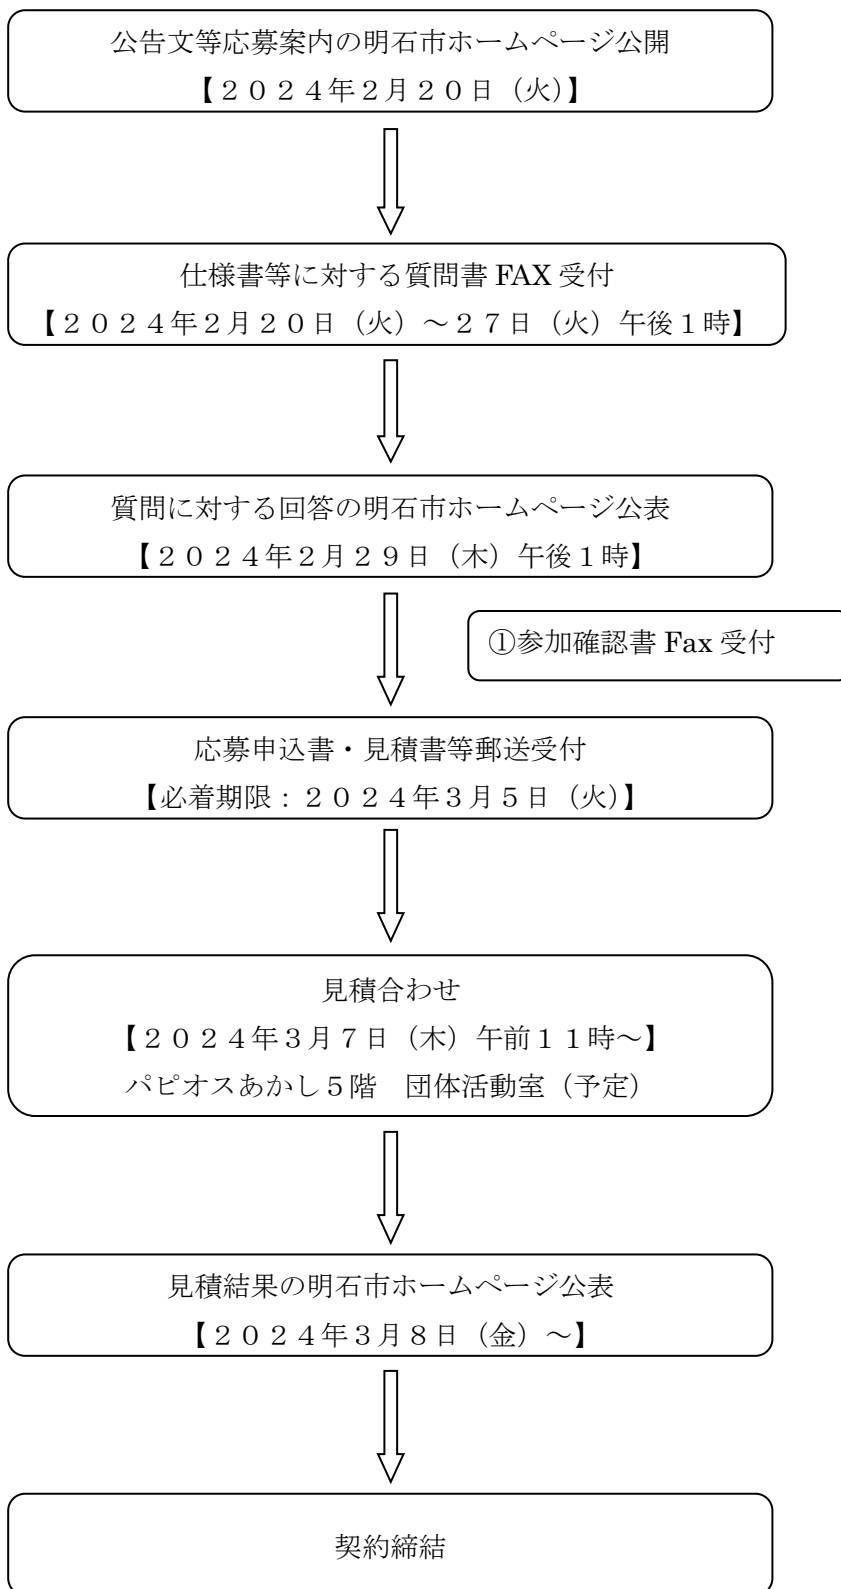 公告文等応募案内の明石市ホームページ公開
【２０２４年２月２０日（火）】
仕様書等に対する質問書 FAX 受付
【２０２４年２月２０日（火）～２７日（火）午後１時】
質問に対する回答の明石市ホームページ公表
【２０２４年２月２９日（木）午後１時】
①参加確認書 Fax 受付
応募申込書・見積書等郵送受付
【必着期限：２０２４年３月５日（火）】
見積合わせ
【２０２４年３月７日（木）午前１１時～】
パピオスあかし５階　団体活動室（予定）
見積結果の明石市ホームページ公表
【２０２４年３月８日（金）～】
契約締結